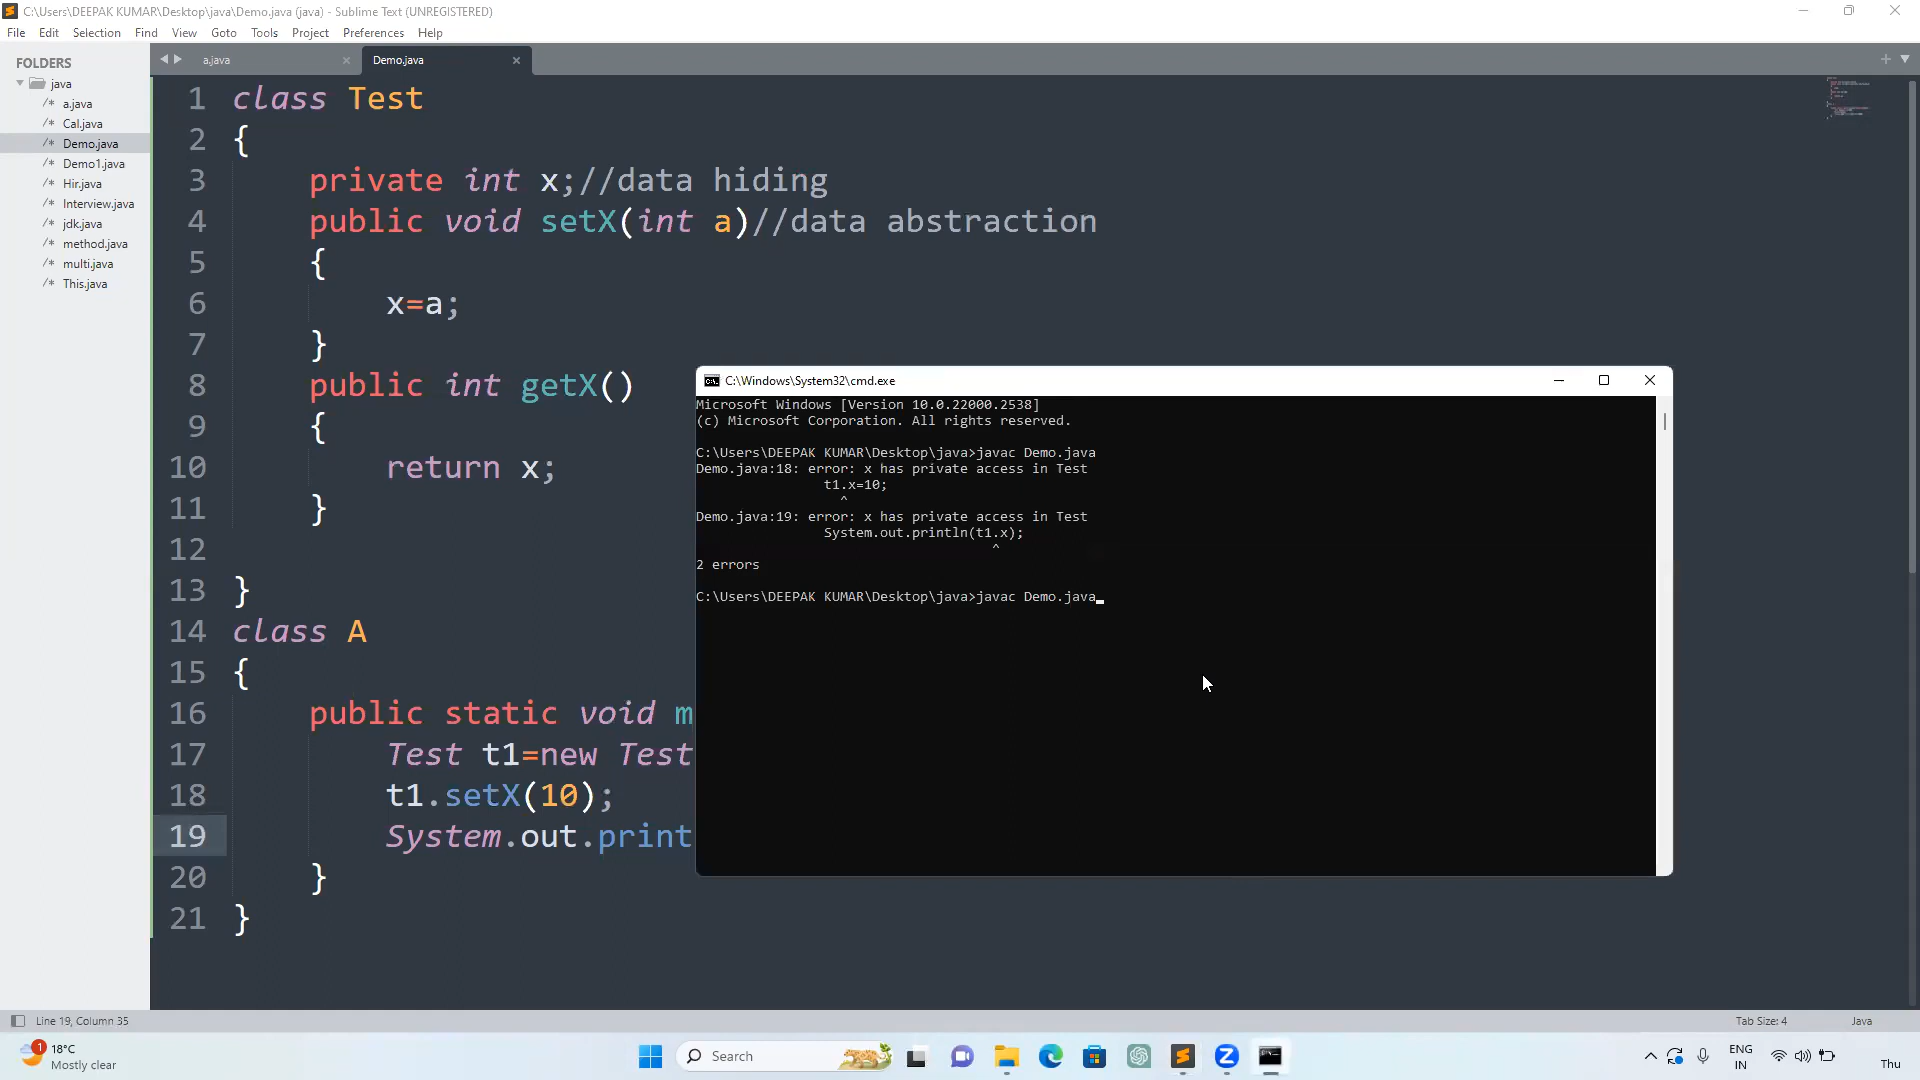 C:\Users\DEEPAK KUMAR\Desktop\java\Demo.java (java) - Sublime Text (UNREGISTERED)
File Edit Selection Find View Goto Tools Project Preferences Help
FOLDERS
java
a.java
Cal.java
Demo.java
Demo1.java
Hir.java
Interview.java
jdk.java
method.java
multi.java
This.java
a.java
Demo.java
1 class Test
2 {
3 private int x;//data hiding
4 public void setX(int a)//data abstraction
5 {
6 x=a;
7 }
8 public int getX()
9 {
10 return x;
11 }
12
13 }
14 class A
15 {
16 public static void m
17 Test t1=new Test
18 t1.setX(10);
19 System.out.print
20 }
21 }
C:\Windows\System32\cmd.exe
Microsoft Windows [Version 10.0.22000.2538]
(c) Microsoft Corporation. All rights reserved.
C:\Users\DEEPAK KUMAR\Desktop\java>javac Demo.java
Demo.java:18: error: x has private access in Test
t1.x=10;
^
Demo.java:19: error: x has private access in Test
System.out.println(t1.x);
^
2 errors
C:\Users\DEEPAK KUMAR\Desktop\java>javac Demo.java
Line 19, Column 35
Tab Size: 4
Java
1
18°C
Mostly clear
Search
ENG
IN
Thu